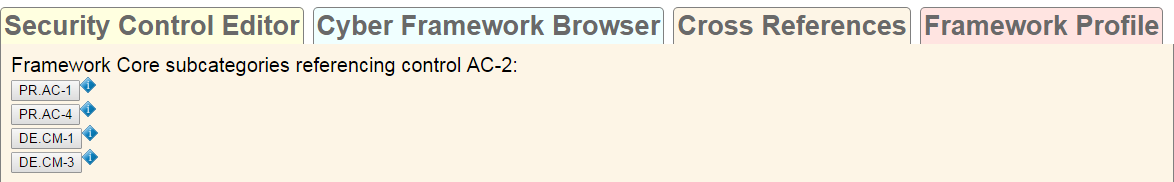 Security Control Editor Cyber Framework Browser Cross References Framework Profile
Framework Core subcategories referencing control AC-2:
PR.AC-1
PR.AC-4
DE.CM-1
DE.CM-3